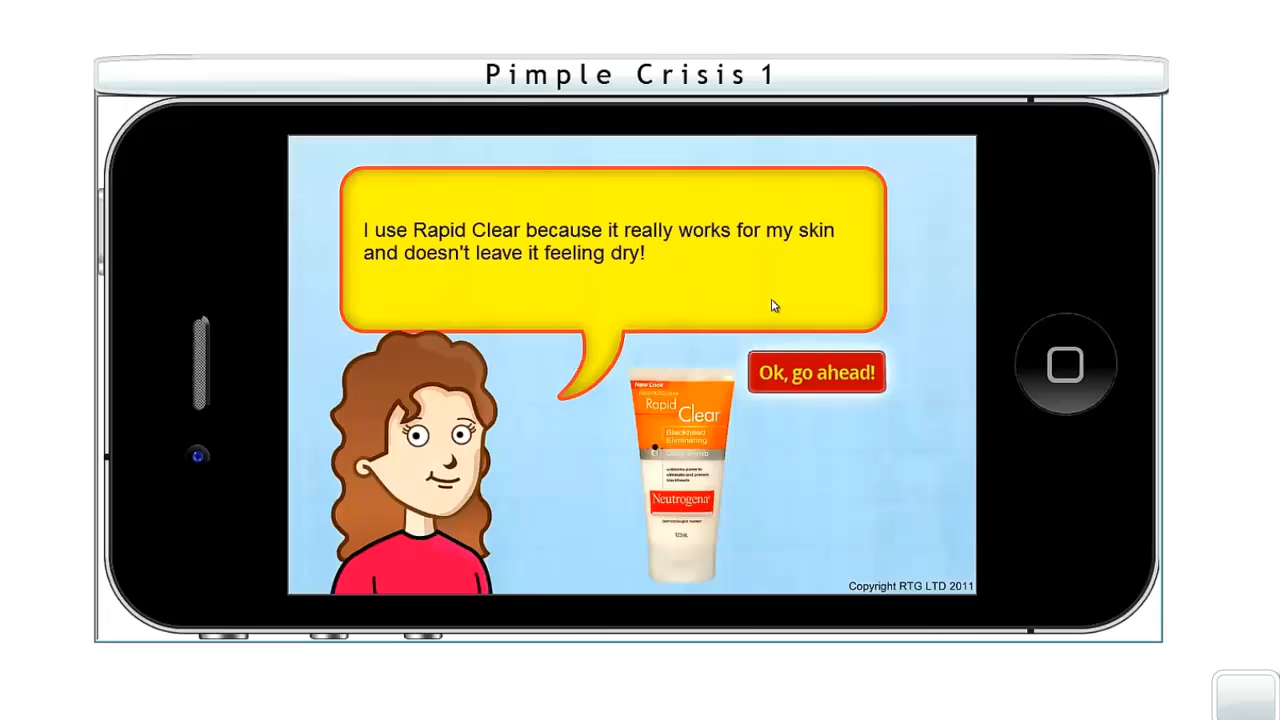 Pimple Crisis 1
I use Rapid Clear because it really works for my skin
and doesn't leave it feeling dry!
Ok, go ahead!
New Look
Rapid
Clear
Blackhead
Eliminating
Neutrogena
Copyright RTG LTD 2011